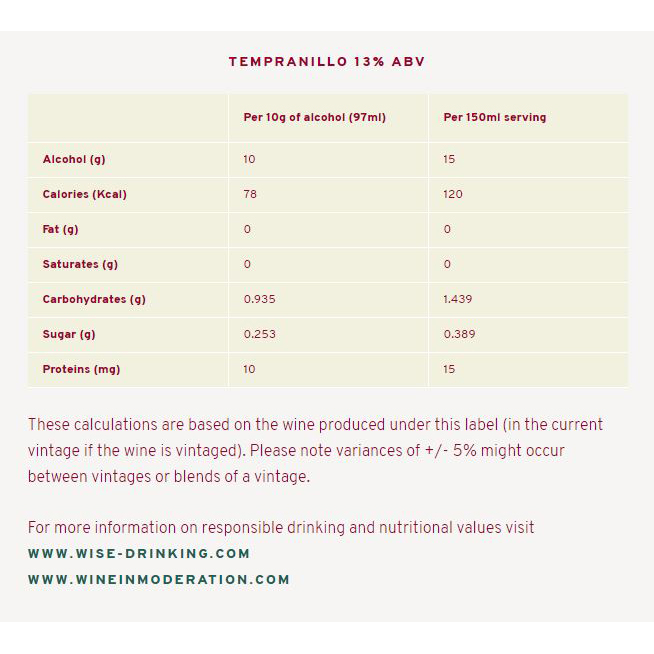 TEMPRANILLO 13% ABV
Per 10g of alcohol (97ml) Per 150ml serving
Alcohol (g) 10 15
Calories (Kcal) 78 120
Fat (g) 0 0
Saturates (g) 0 0
Carbohydrates (g) 0.935 1.439
Sugar (g) 0.253 0.389
Proteins (mg) 10 15
These calculations are based on the wine produced under this label (in the current
vintage if the wine is vintaged). Please note variances of +/- 5% might occur
between vintages or blends of a vintage.
For more information on responsible drinking and nutritional values visit
WWW.WISE-DRINKING.COM
WWW.WINEINMODERATION.COM